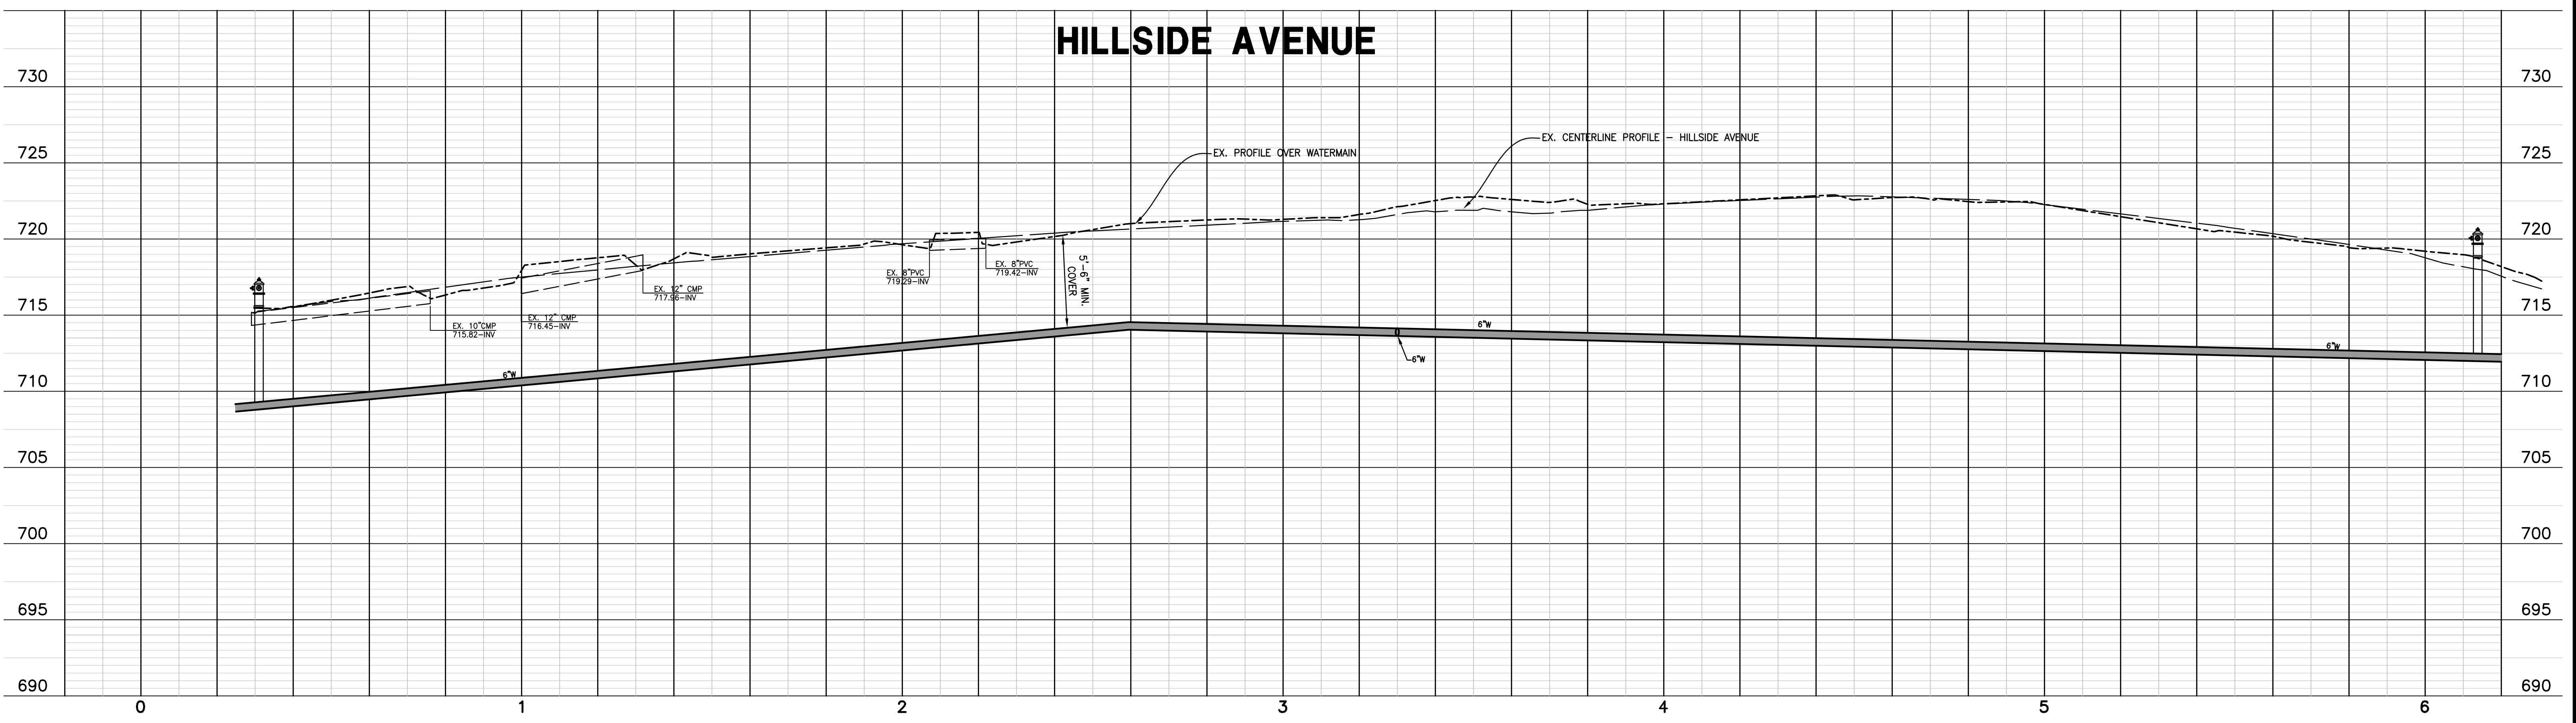 HILLSIDE AVENUE
730
730
EX. CENTERLINE PROFILE - HILLSIDE AVENUE
725
EX. PROFILE OVER WATERMAIN
725
720
720
EX. 8"PVC
719.29-INV
EX. 8"PVC
719.42-INV
5'-6" MIN.
COVER
EX. 12" CMP
717.96-INV
715
715
EX. 10"CMP
715.82-INV
EX. 12" CMP
716.45-INV
6"W
6"W
6"W
6"W
710
710
705
705
700
700
695
695
690
690
0 1 2 3 4 5 6